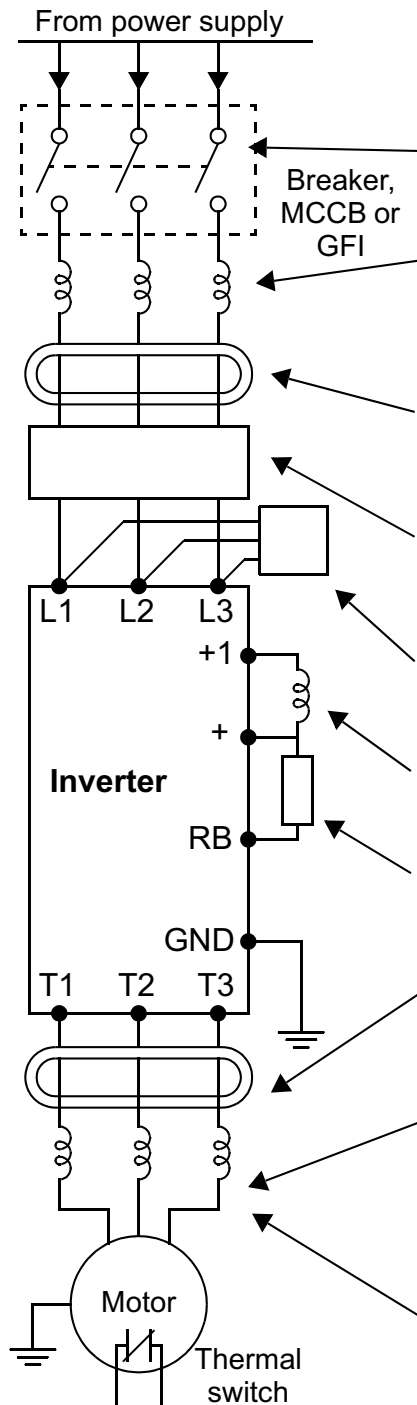 From power supply
Breaker,
MCCB or
GFI
L1 L2 L3
+1
+
Inverter
RB
GND
T1 T2 T3
Motor
Thermal
switch